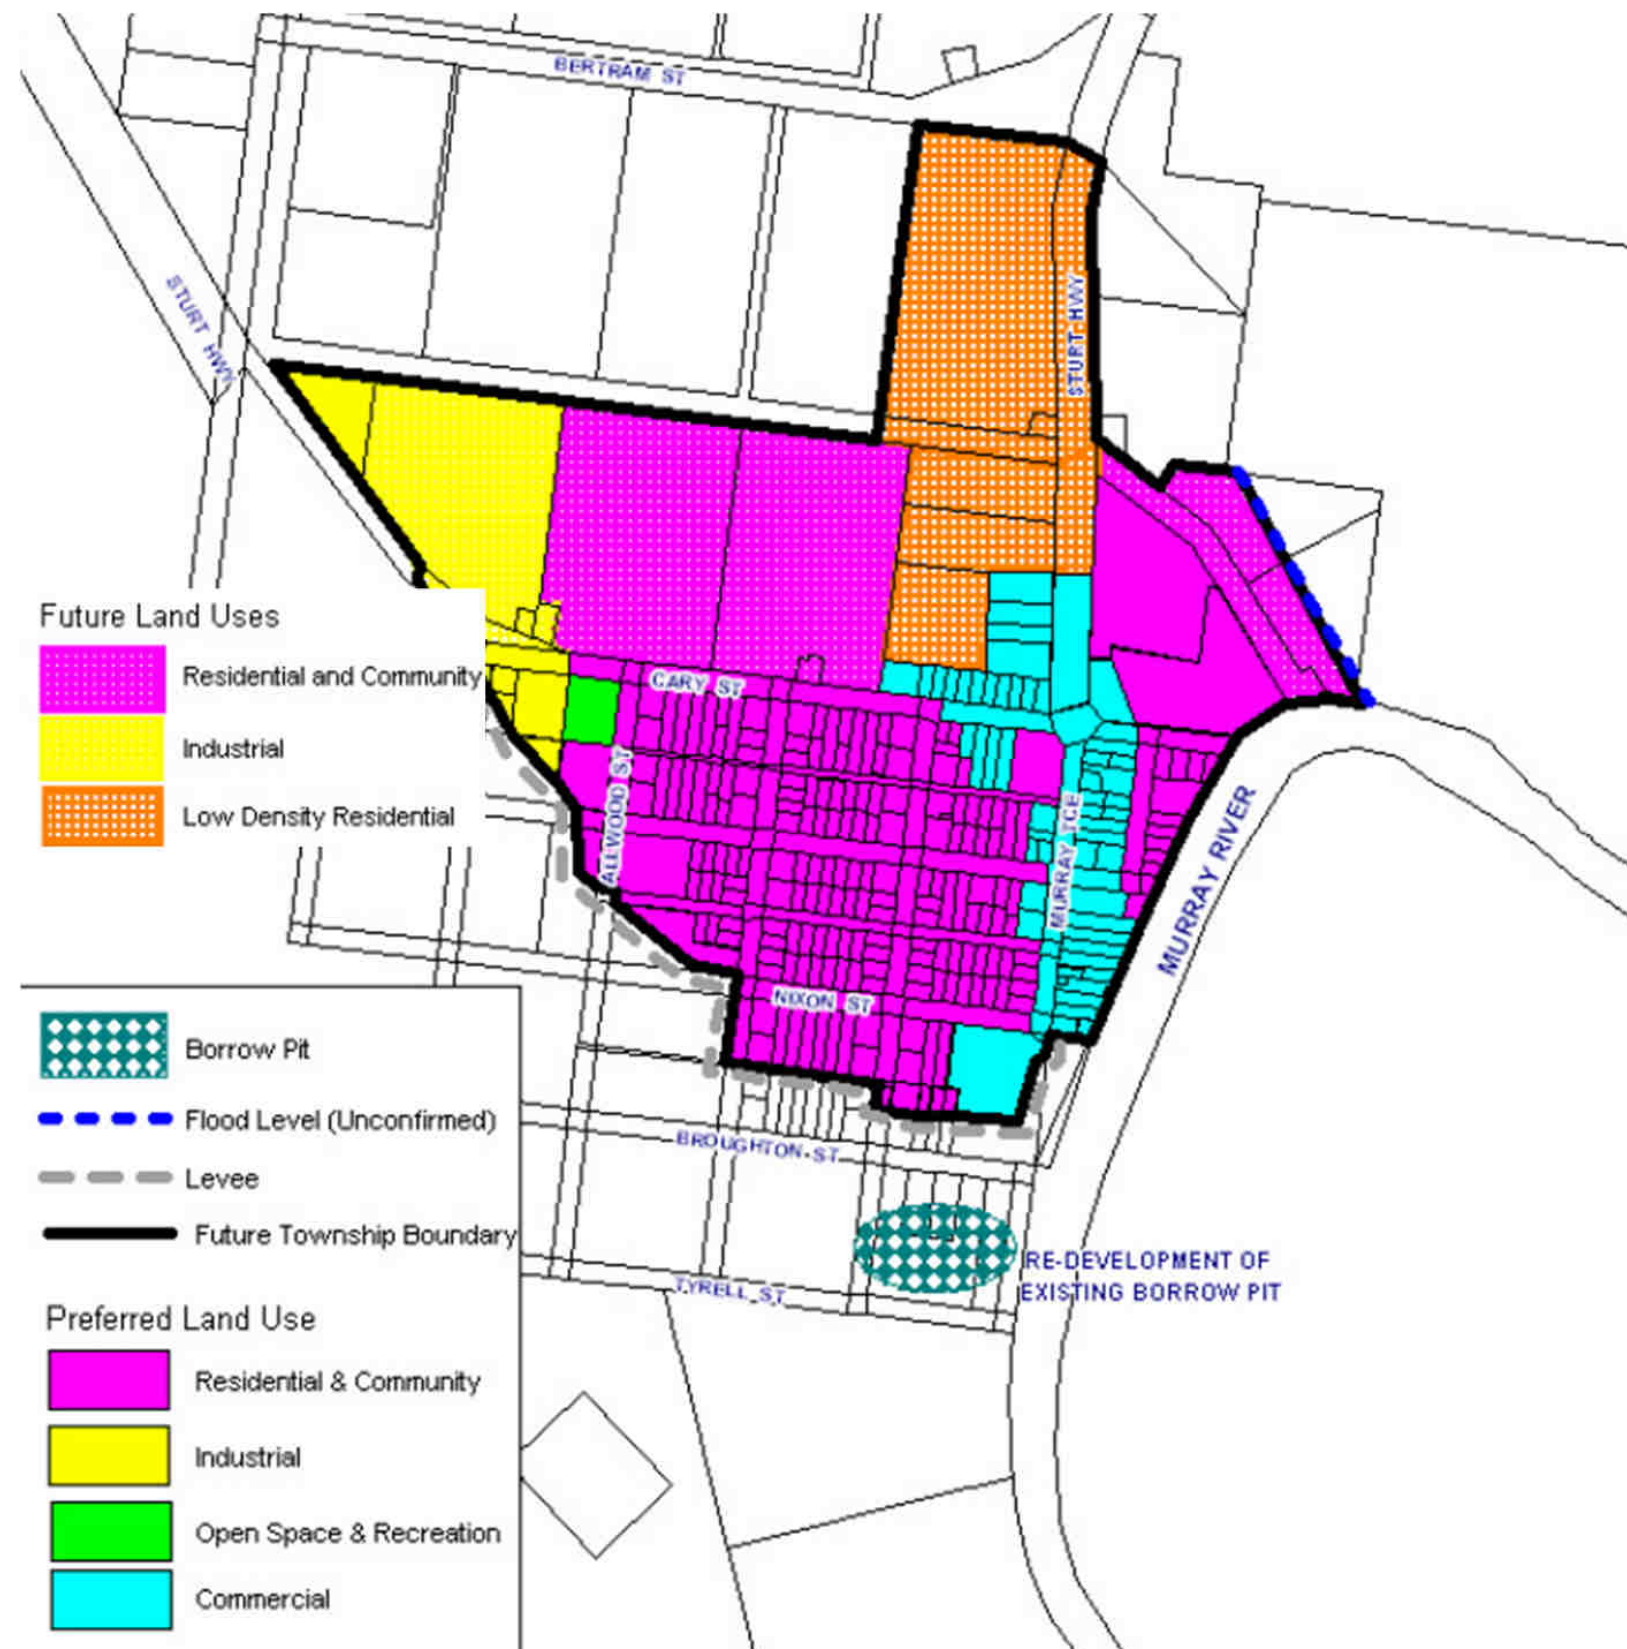 BERTRAM ST
STURT HWY
STURT HWY
Future Land Uses
Residential and Community
Industrial
Low Density Residential
CARY ST
ALLWOOD ST
MURRAY TCE
MURRAY RIVER
NIXON ST
BROUGHTON ST
TYRELL ST
RE-DEVELOPMENT OF
EXISTING BORROW PIT
Borrow Pit
Flood Level (Unconfirmed)
Levee
Future Township Boundary
Preferred Land Use
Residential & Community
Industrial
Open Space & Recreation
Commercial